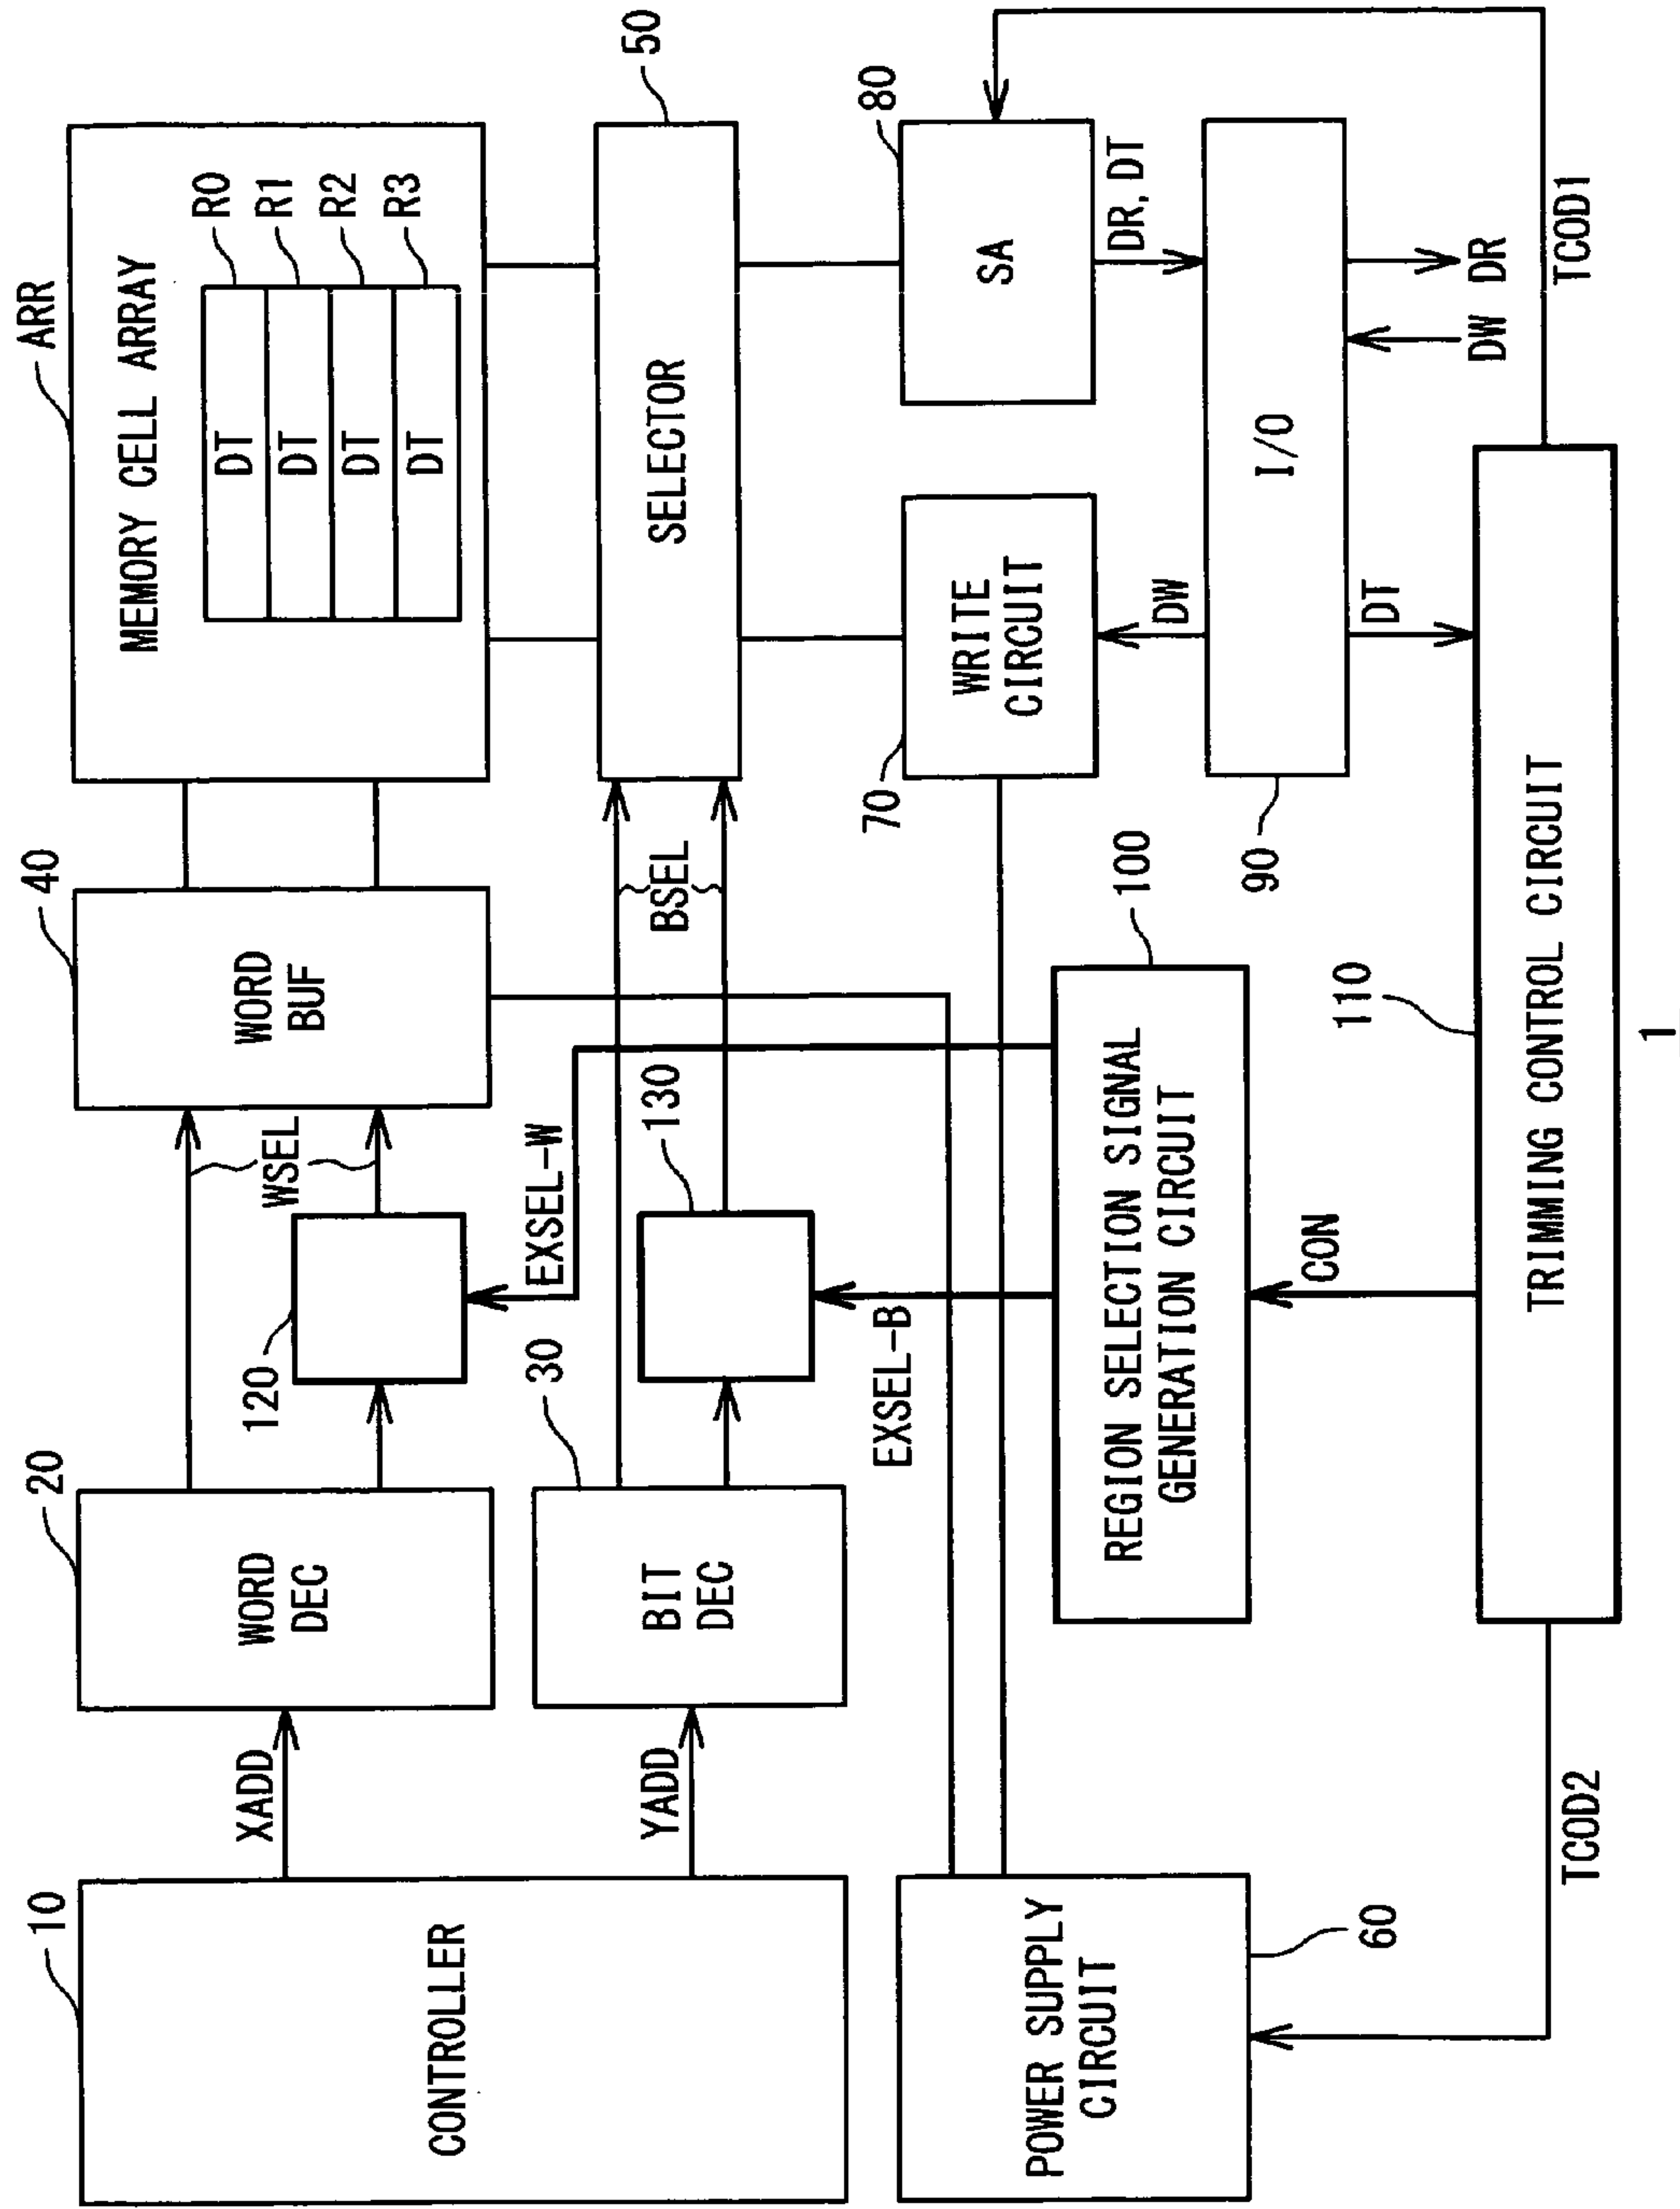 10
CONTROLLER
XADD
YADD
20
WORD
DEC
30
BIT
DEC
120
WSEL
EXSEL-W
130
EXSEL-B
BSEL
40
WORD
BUF
ARR
MEMORY CELL ARRAY
DT
DT
DT
DT
R0
R1
R2
R3
SELECTOR
50
POWER SUPPLY
CIRCUIT
60
REGION SELECTION SIGNAL
GENERATION CIRCUIT
100
70
WRITE
CIRCUIT
80
SA
DW
DR, DT
I/O
90
DT
DW
DR
CON
110
TRIMMING CONTROL CIRCUIT
TCOD1
TCOD2
1